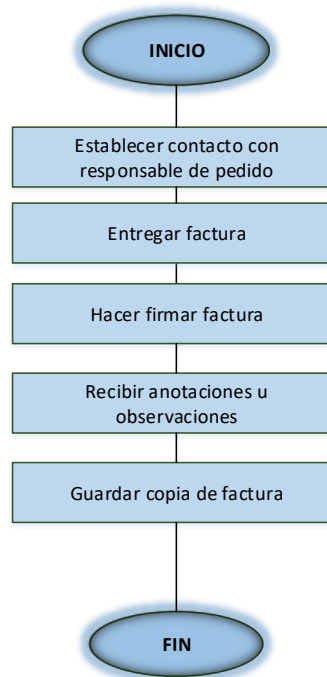 INICIO
Establecer contacto con
responsable de pedido
Entregar factura
Hacer firmar factura
Recibir anotaciones u
observaciones
Guardar copia de factura
FIN